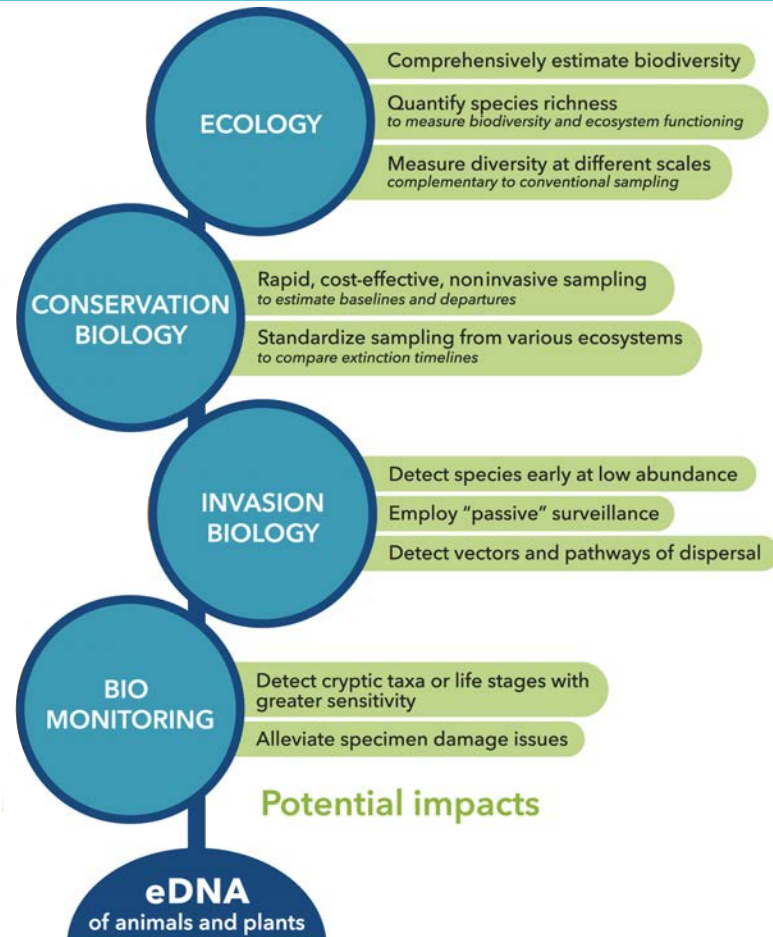 ECOLOGY
Comprehensively estimate biodiversity
Quantify species richness
to measure biodiversity and ecosystem functioning
Measure diversity at different scales
complementary to conventional sampling
CONSERVATION
BIOLOGY
Rapid, cost-effective, noninvasive sampling
to estimate baselines and departures
Standardize sampling from various ecosystems
to compare extinction timelines
INVASION
BIOLOGY
Detect species early at low abundance
Employ “passive” surveillance
Detect vectors and pathways of dispersal
BIO
MONITORING
Detect cryptic taxa or life stages with
greater sensitivity
Alleviate specimen damage issues
Potential impacts
eDNA
of animals and plants